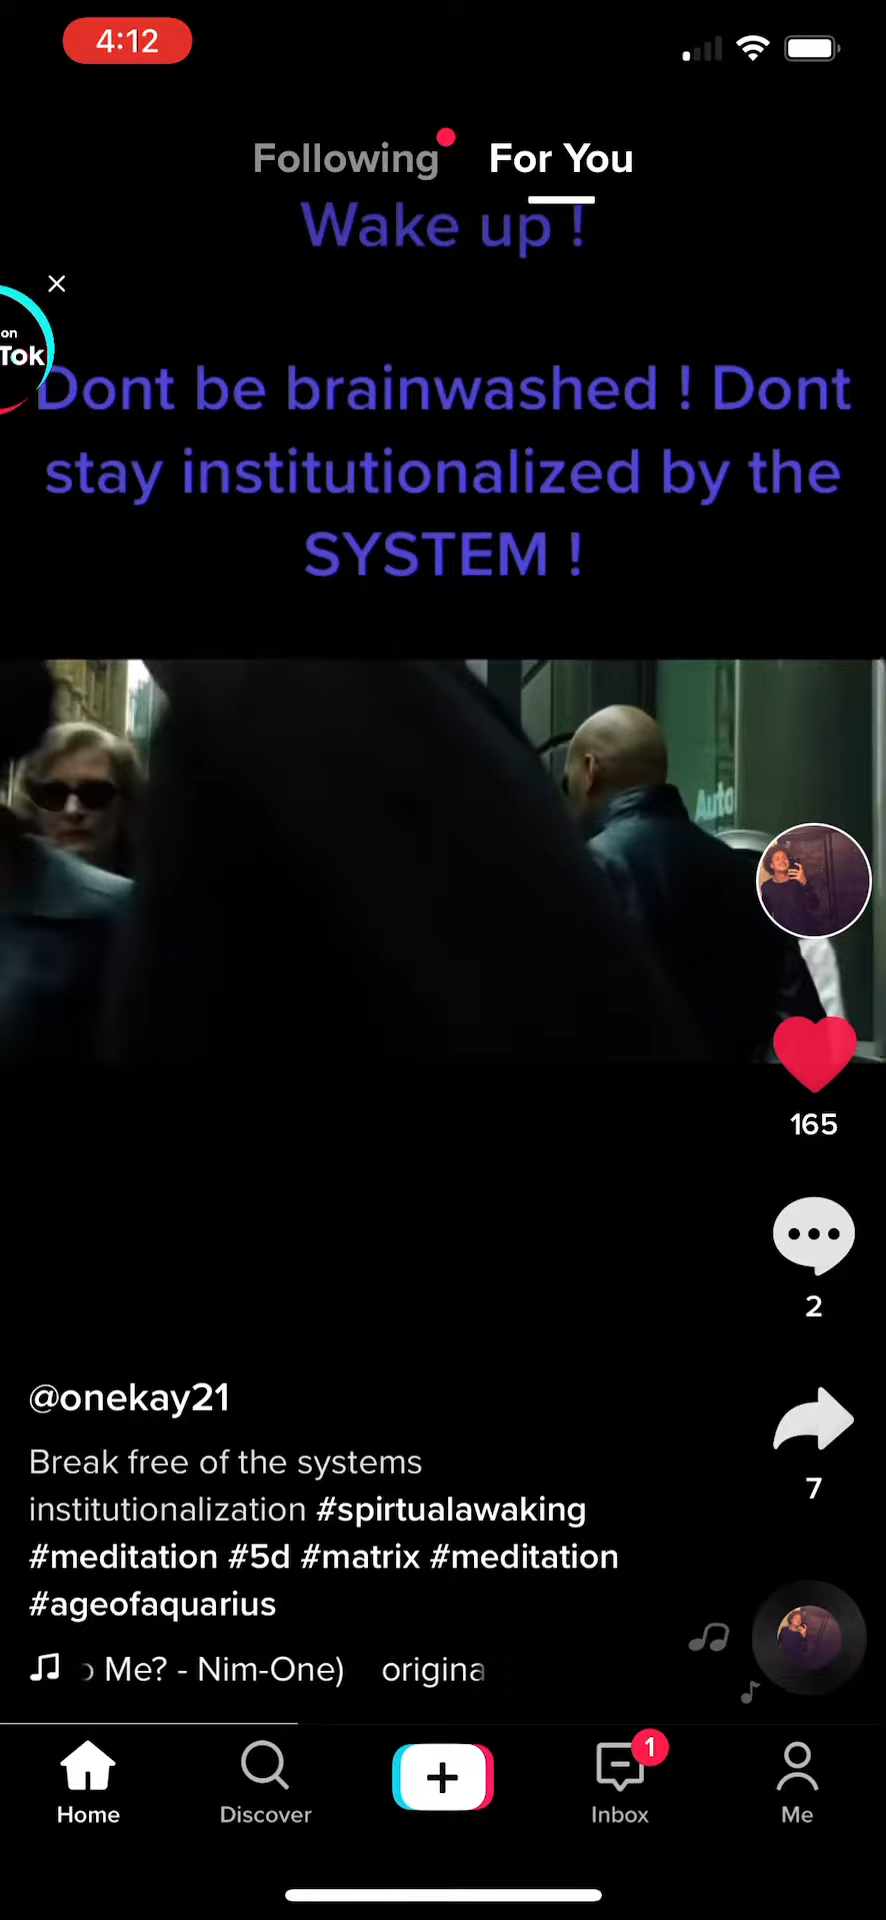 4:12
Following
For You
Wake up !
on
Tok
Dont be brainwashed ! Dont
stay institutionalized by the
SYSTEM !
Auto
165
2
@onekay21
7
Break free of the systems
institutionalization #spirtualawaking
#meditation #5d #matrix #meditation
#ageofaquarius
Me? - Nim-One) origina
1
Home
Discover
Inbox
Me